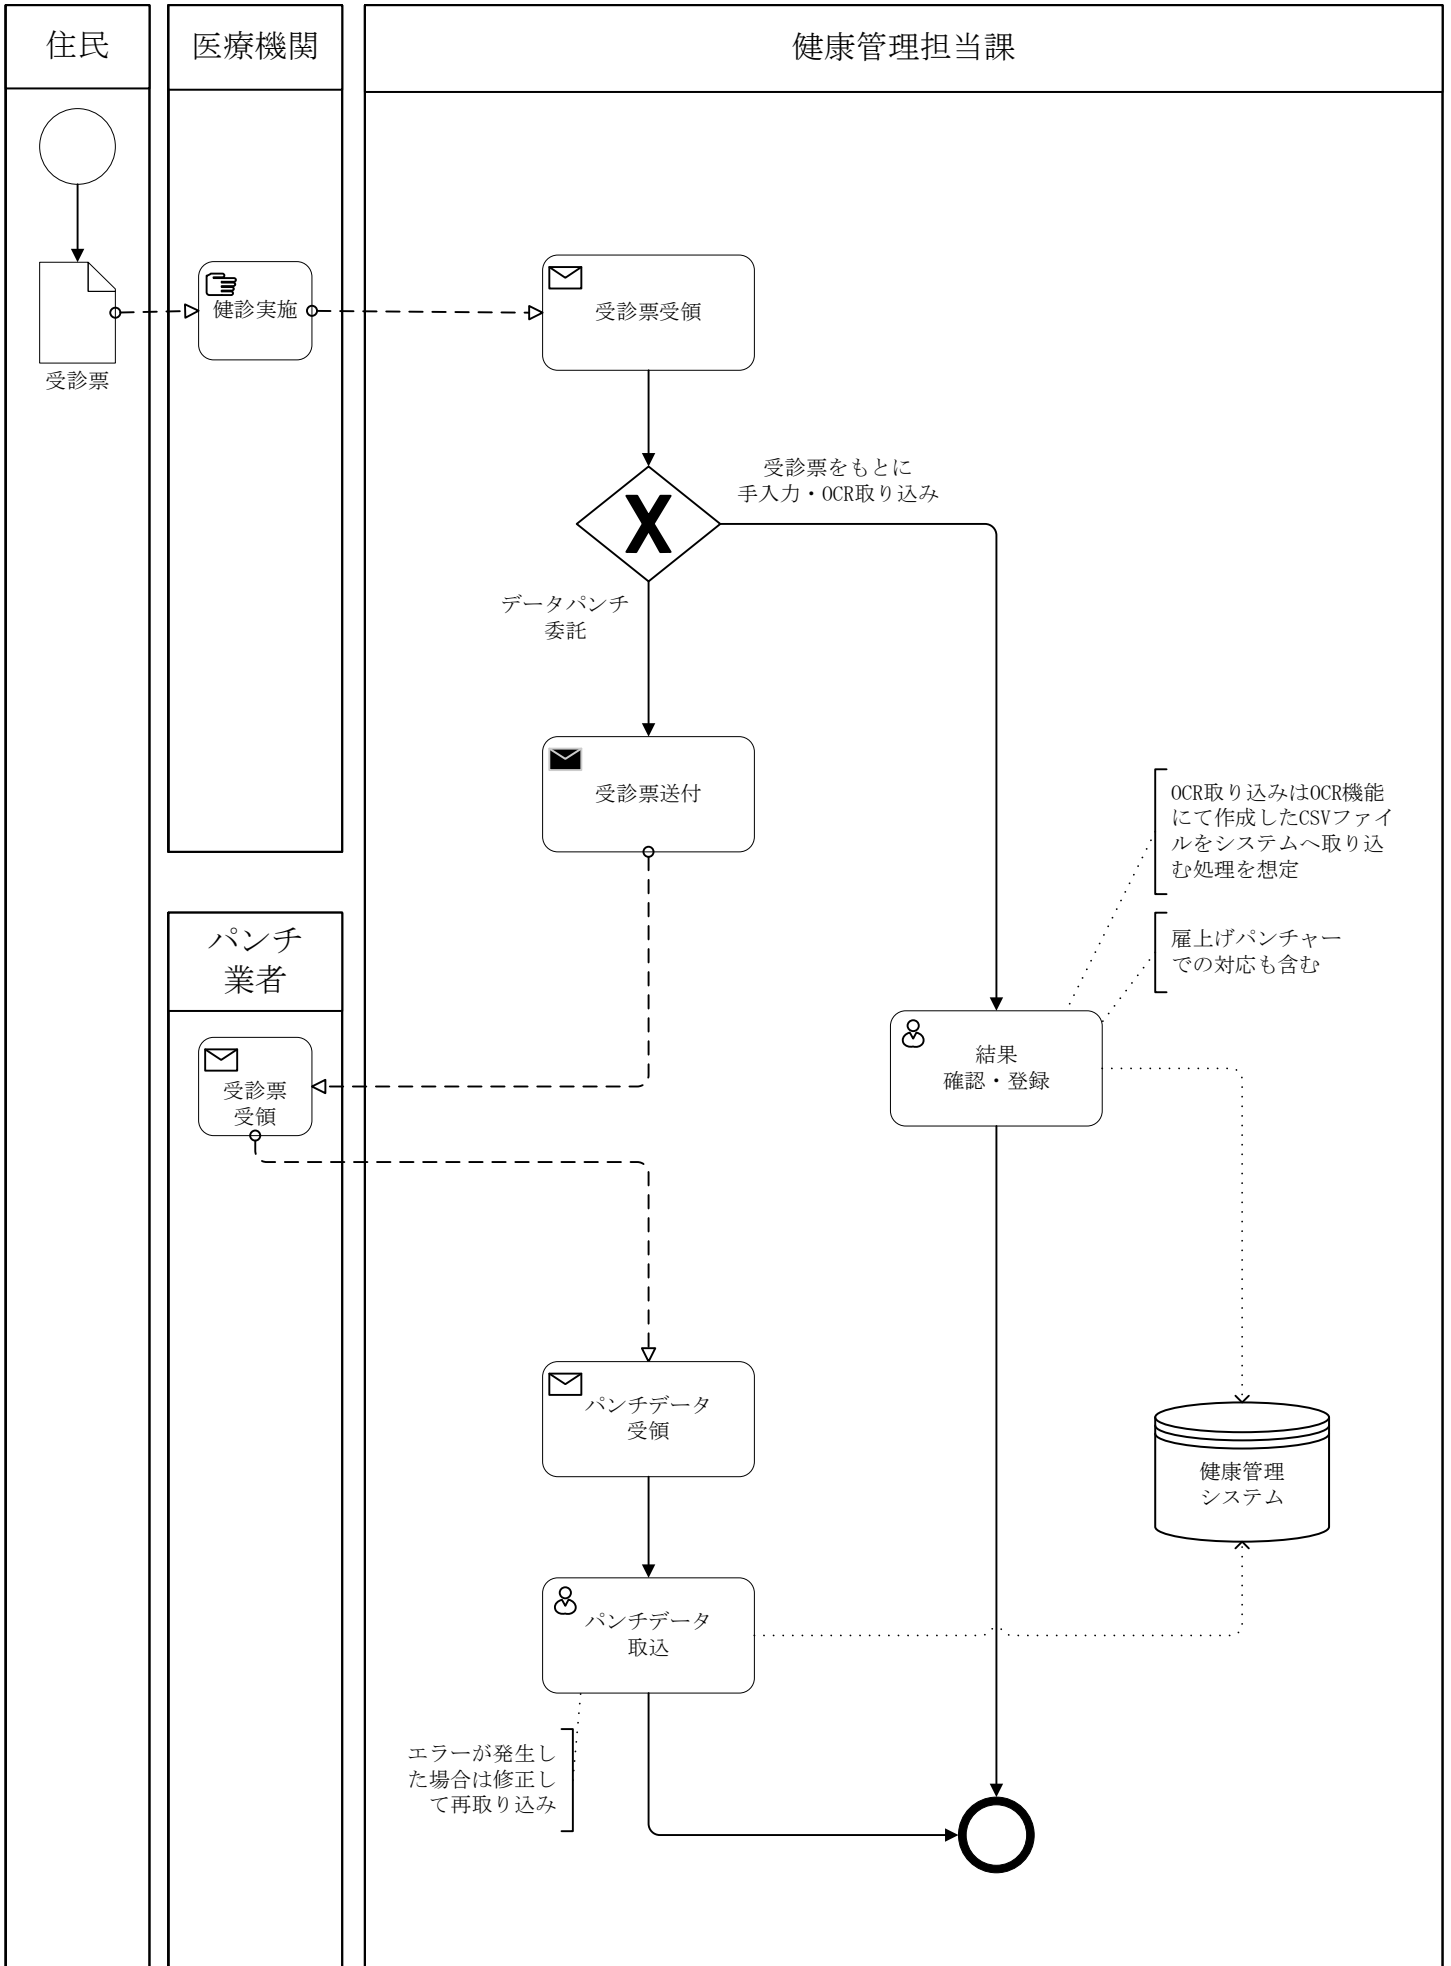 住民
医療機関
健康管理担当課
受診票
健診実施
受診票受領
受診票をもとに
手入力・OCR取り込み
データパンチ
委託
受診票送付
OCR取り込みはOCR機能
にて作成したCSVファイ
ルをシステムへ取り込
む処理を想定
雇上げパンチャー
での対応も含む
パンチ
業者
受診票
受領
結果
確認・登録
パンチデータ
受領
健康管理
システム
パンチデータ
取込
エラーが発生し
た場合は修正し
て再取り込み